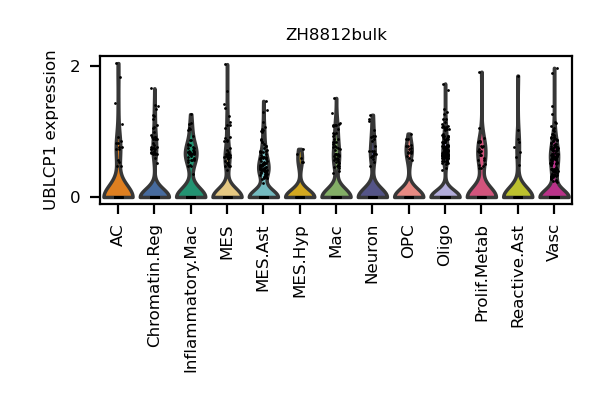 ZH8812bulk
UBLCP1 expression
2
0
AC
Chromatin.Reg
Inflammatory.Mac
MES
MES.Ast
MES.Hyp
Mac
Neuron
OPC
Oligo
Prolif.Metab
Reactive.Ast
Vasc